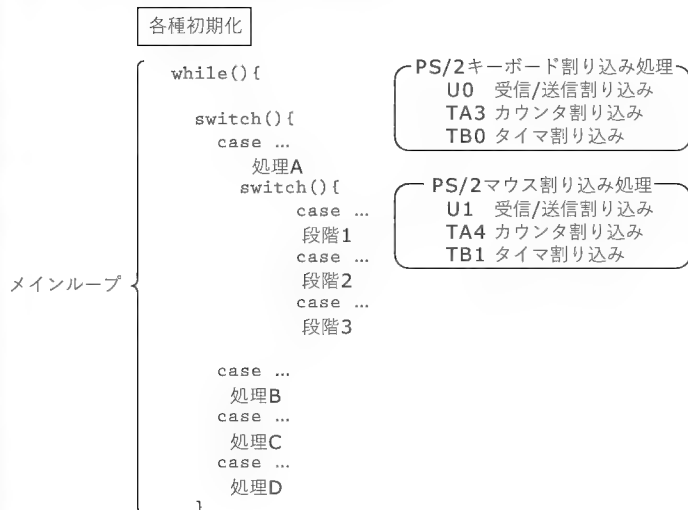 各種初期化
while(){
switch(){
case …
処理A
switch(){
case …
段階1
case …
段階2
case …
段階3
case …
処理B
case …
処理C
case …
処理D
}
メインループ
PS/2キーボード割り込み処理
U0 受信/送信割り込み
TA3 カウンタ割り込み
TB0 タイマ割り込み
PS/2マウス割り込み処理
U1 受信/送信割り込み
TA4 カウンタ割り込み
TB1 タイマ割り込み